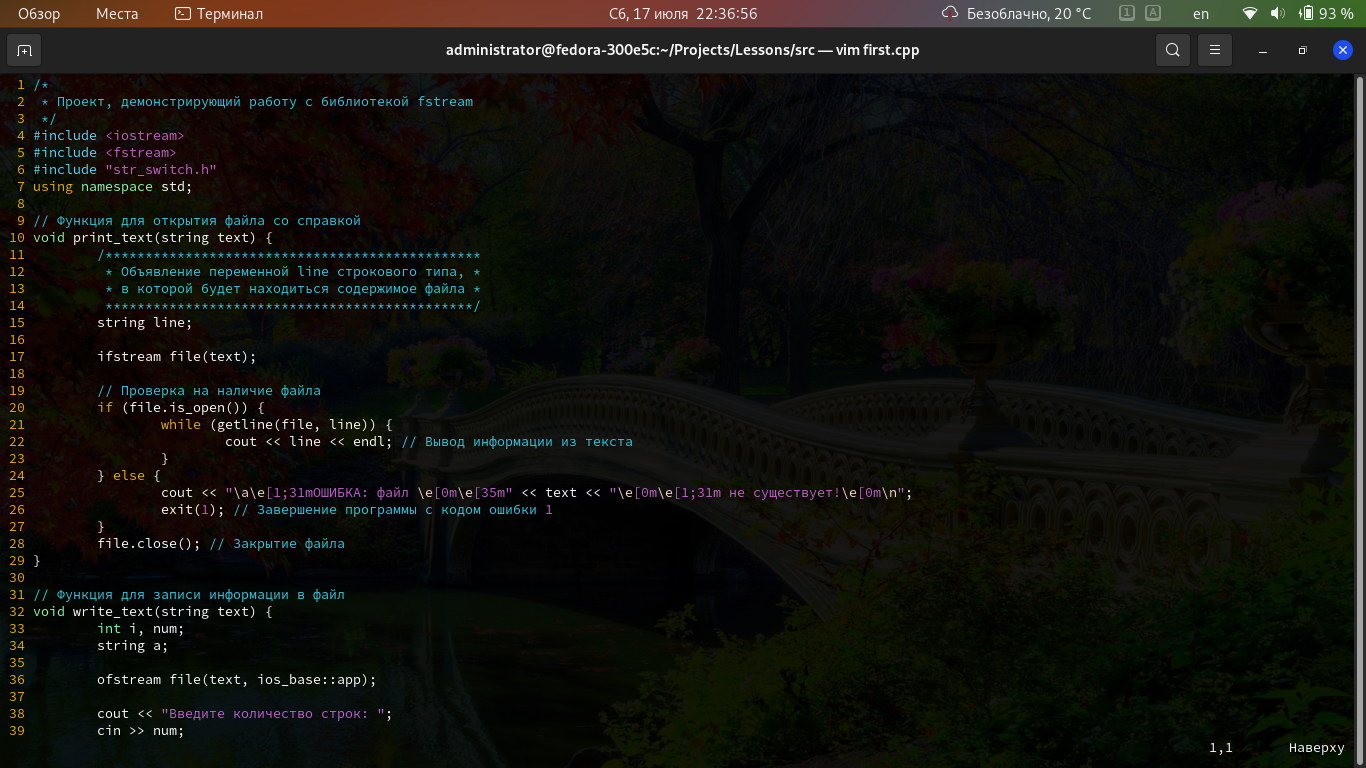 Обзор Места Терминал Сб, 17 июля 22:36:56 Безоблачно, 20 °C 1 A en 93 %
administrator@fedora-300e5c:~/Projects/Lessons/src — vim first.cpp
1 /*
2  * Проект, демонстрирующий работу с библиотекой fstream
3  */
4 #include <iostream>
5 #include <fstream>
6 #include "str_switch.h"
7 using namespace std;
8
9 // Функция для открытия файла со справкой
10 void print_text(string text) {
11         /***********************************************
12          * Объявление переменной line строкового типа, *
13          * в которой будет находиться содержимое файла *
14          **********************************************/
15         string line;
16
17         ifstream file(text);
18
19         // Проверка на наличие файла
20         if (file.is_open()) {
21                 while (getline(file, line)) {
22                         cout << line << endl; // Вывод информации из текста
23                 }
24         } else {
25                 cout << "\a\e[1;31mОШИБКА: файл \e[0m\e[35m" << text << "\e[0m\e[1;31m не существует!\e[0m\n";
26                 exit(1); // Завершение программы с кодом ошибки 1
27         }
28         file.close(); // Закрытие файла
29 }
30
31 // Функция для записи информации в файл
32 void write_text(string text) {
33         int i, num;
34         string a;
35
36         ofstream file(text, ios_base::app);
37
38         cout << "Введите количество строк: ";
39         cin >> num;
1,1 Наверху